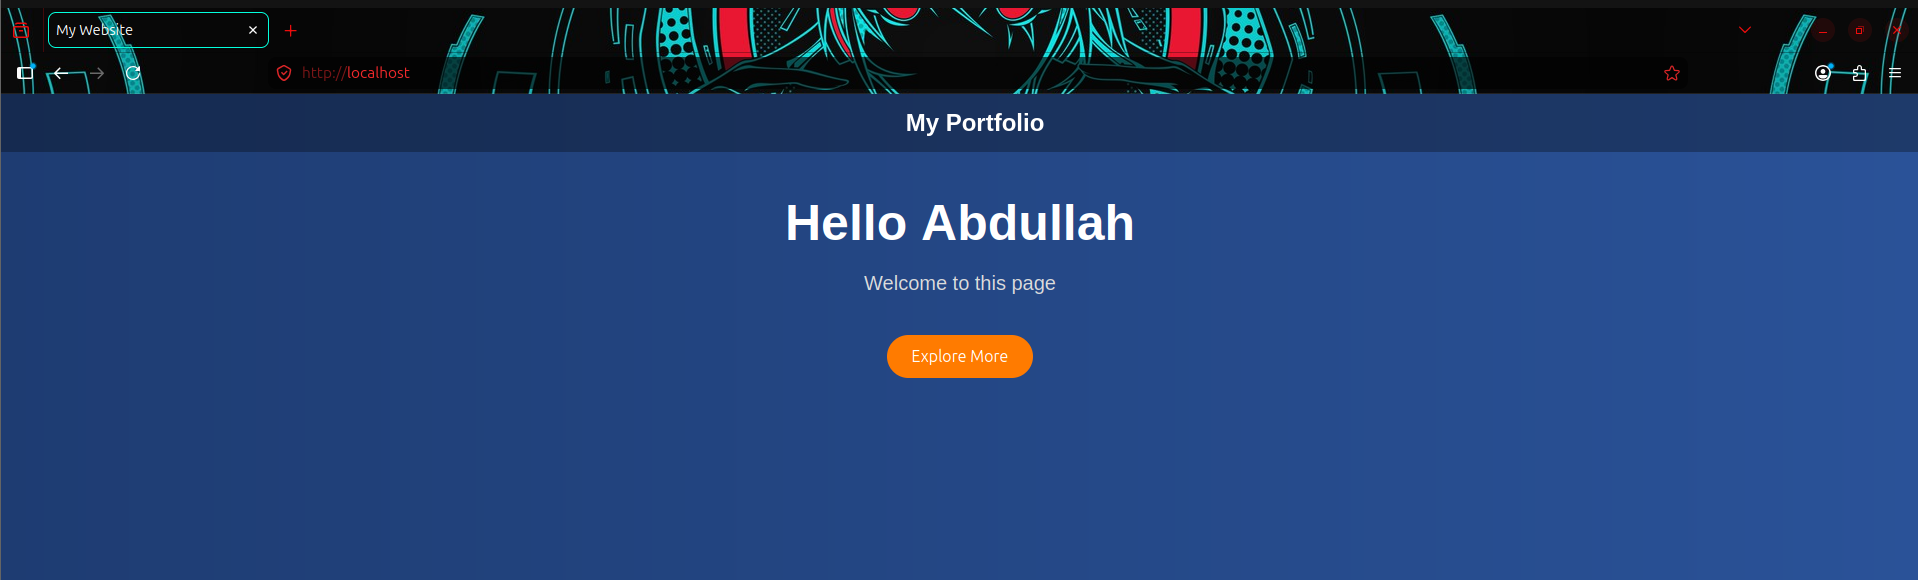 My Website
http://localhost
My Portfolio
Hello Abdullah
Welcome to this page
Explore More